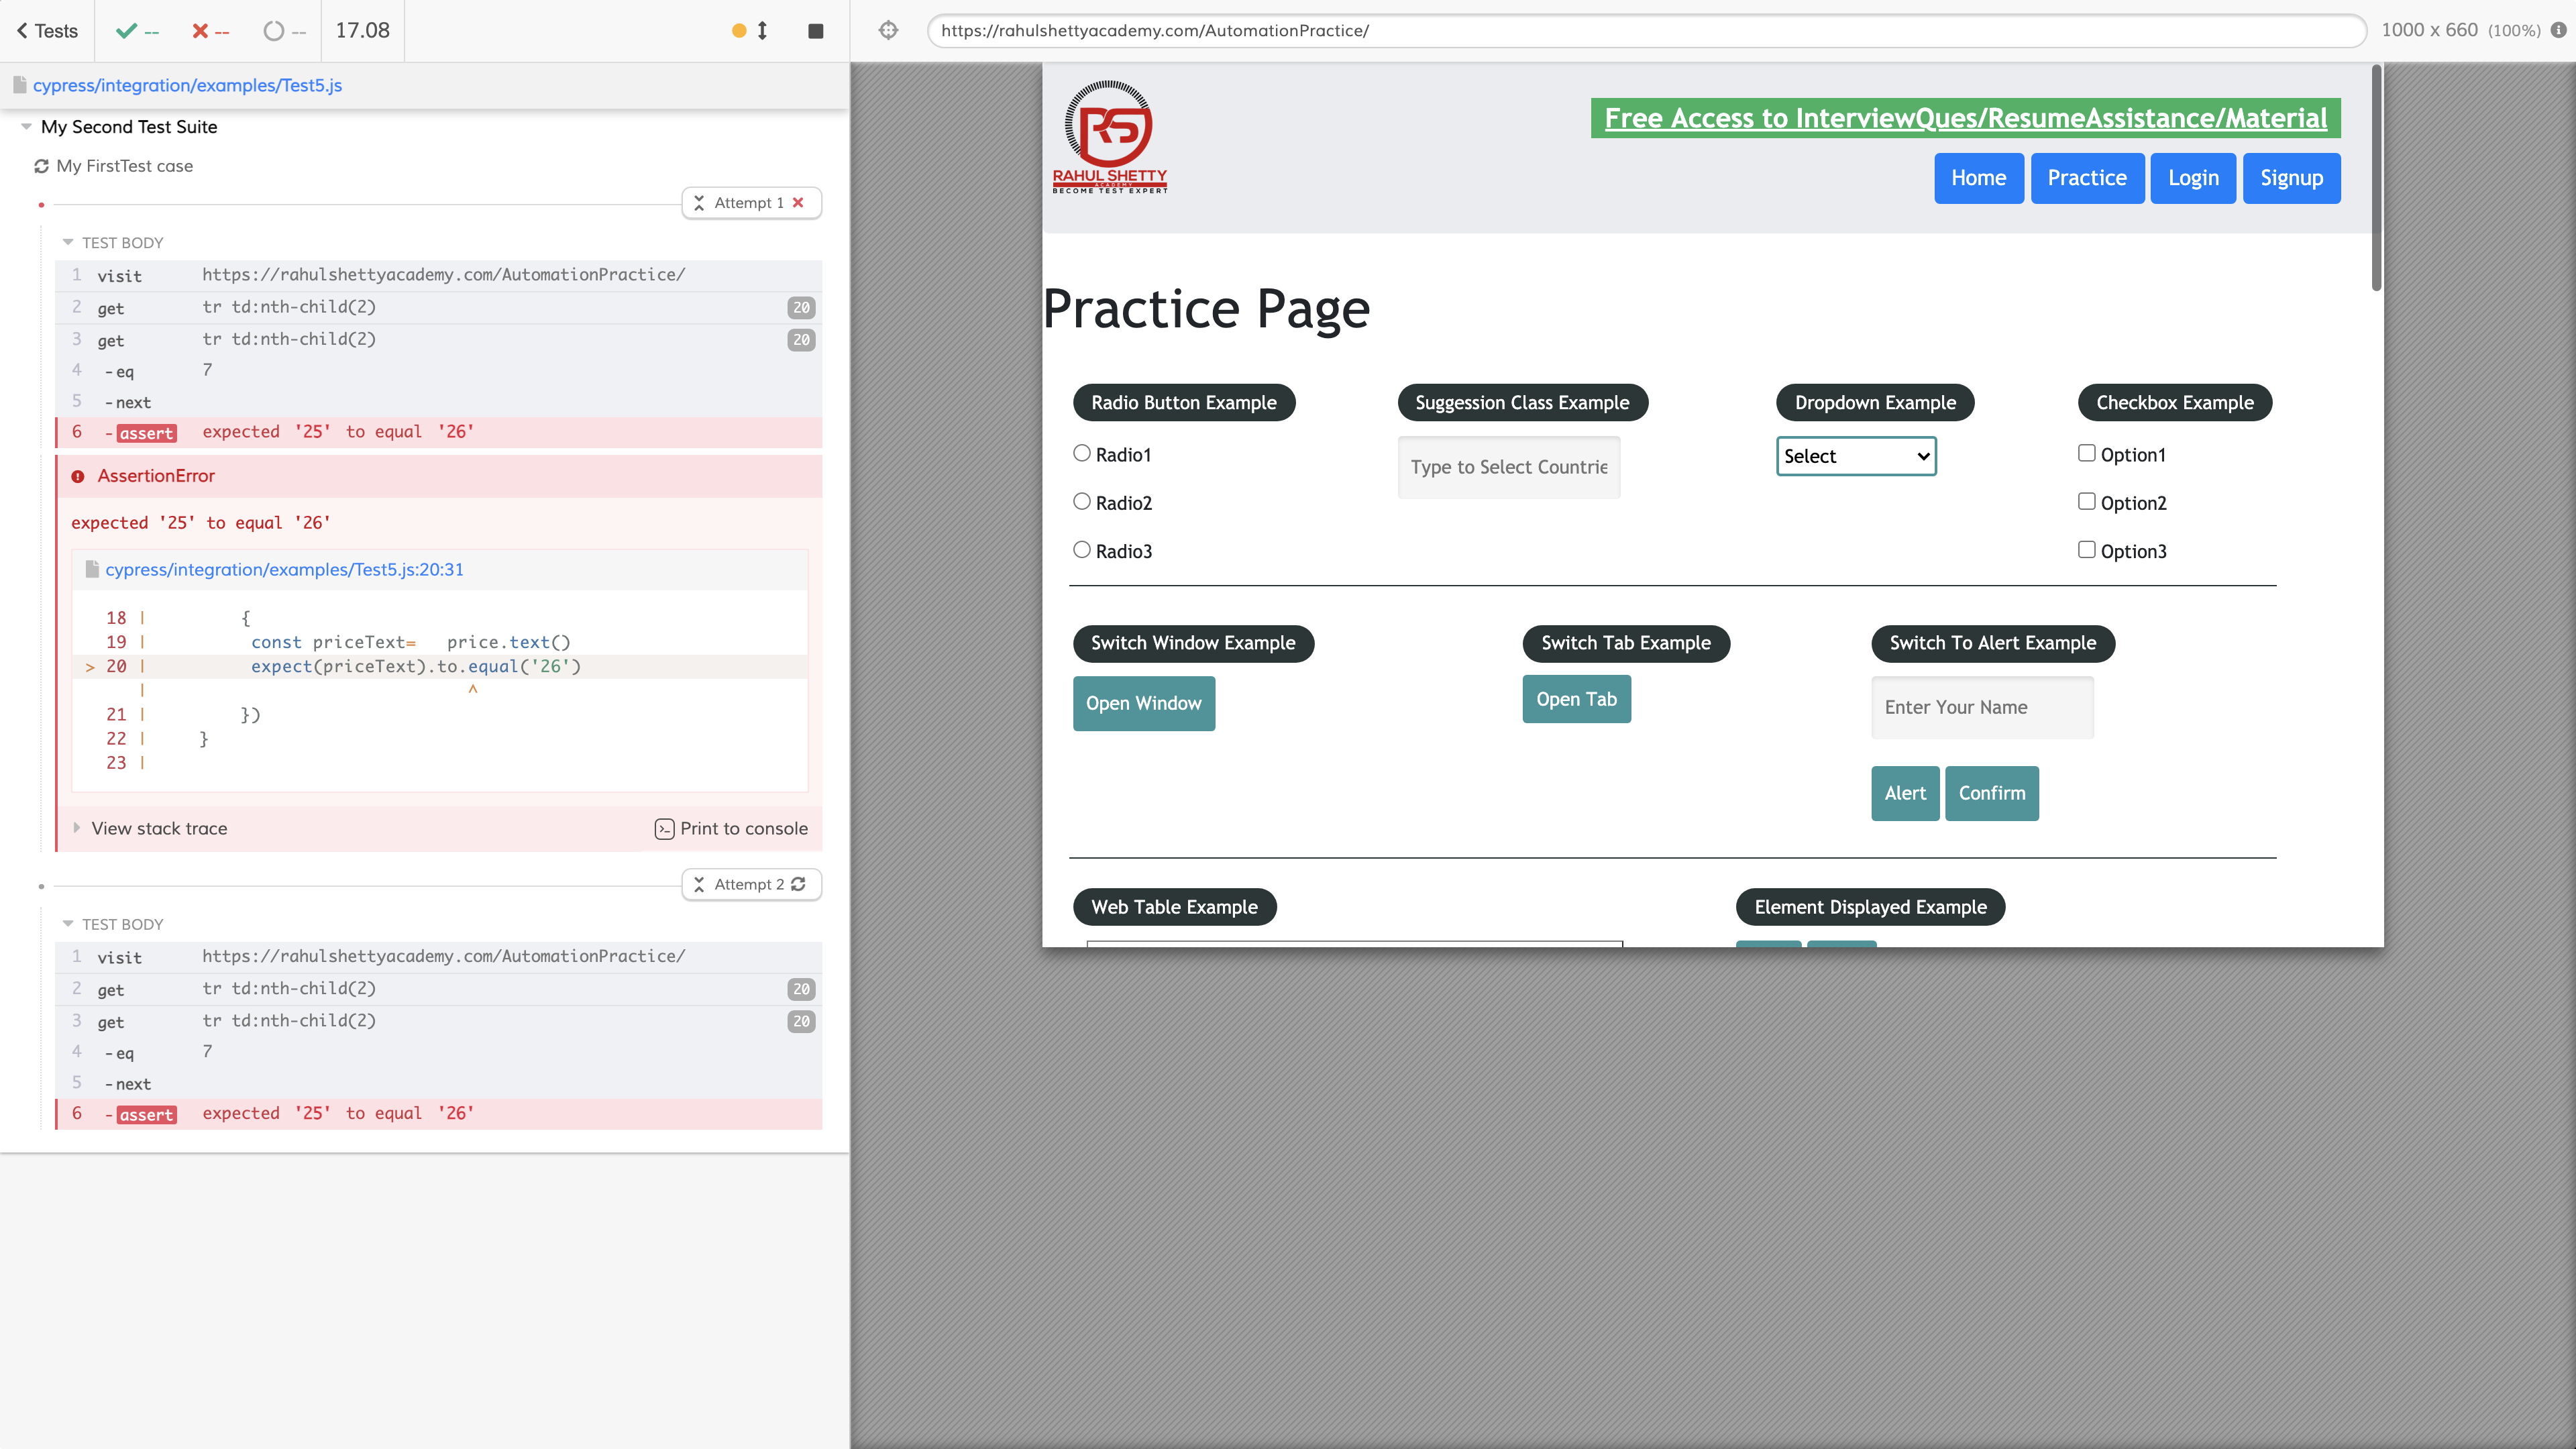 Tests
--
--
--
17.08
https://rahulshettyacademy.com/AutomationPractice/
1000 x 660 (100%)
cypress/integration/examples/Test5.js
My Second Test Suite
My FirstTest case
Attempt 1
TEST BODY
1 visit https://rahulshettyacademy.com/AutomationPractice/
2 get tr td:nth-child(2) 20
3 get tr td:nth-child(2) 20
4 -eq 7
5 -next
6 -assert expected '25' to equal '26'
AssertionError
expected '25' to equal '26'
cypress/integration/examples/Test5.js:20:31
18 | {
19 | const priceText= price.text()
> 20 | expect(priceText).to.equal('26')
| ^
21 | })
22 | }
23 |
View stack trace
Print to console
Attempt 2
TEST BODY
1 visit https://rahulshettyacademy.com/AutomationPractice/
2 get tr td:nth-child(2) 20
3 get tr td:nth-child(2) 20
4 -eq 7
5 -next
6 -assert expected '25' to equal '26'
RS
RAHUL SHETTY
ACADEMY
BECOME TEST EXPERT
Free Access to InterviewQues/ResumeAssistance/Material
Home Practice Login Signup
Practice Page
Radio Button Example
Radio1
Radio2
Radio3
Suggession Class Example
Type to Select Countrie
Dropdown Example
Select
Checkbox Example
Option1
Option2
Option3
Switch Window Example
Open Window
Switch Tab Example
Open Tab
Switch To Alert Example
Enter Your Name
Alert Confirm
Web Table Example
Element Displayed Example